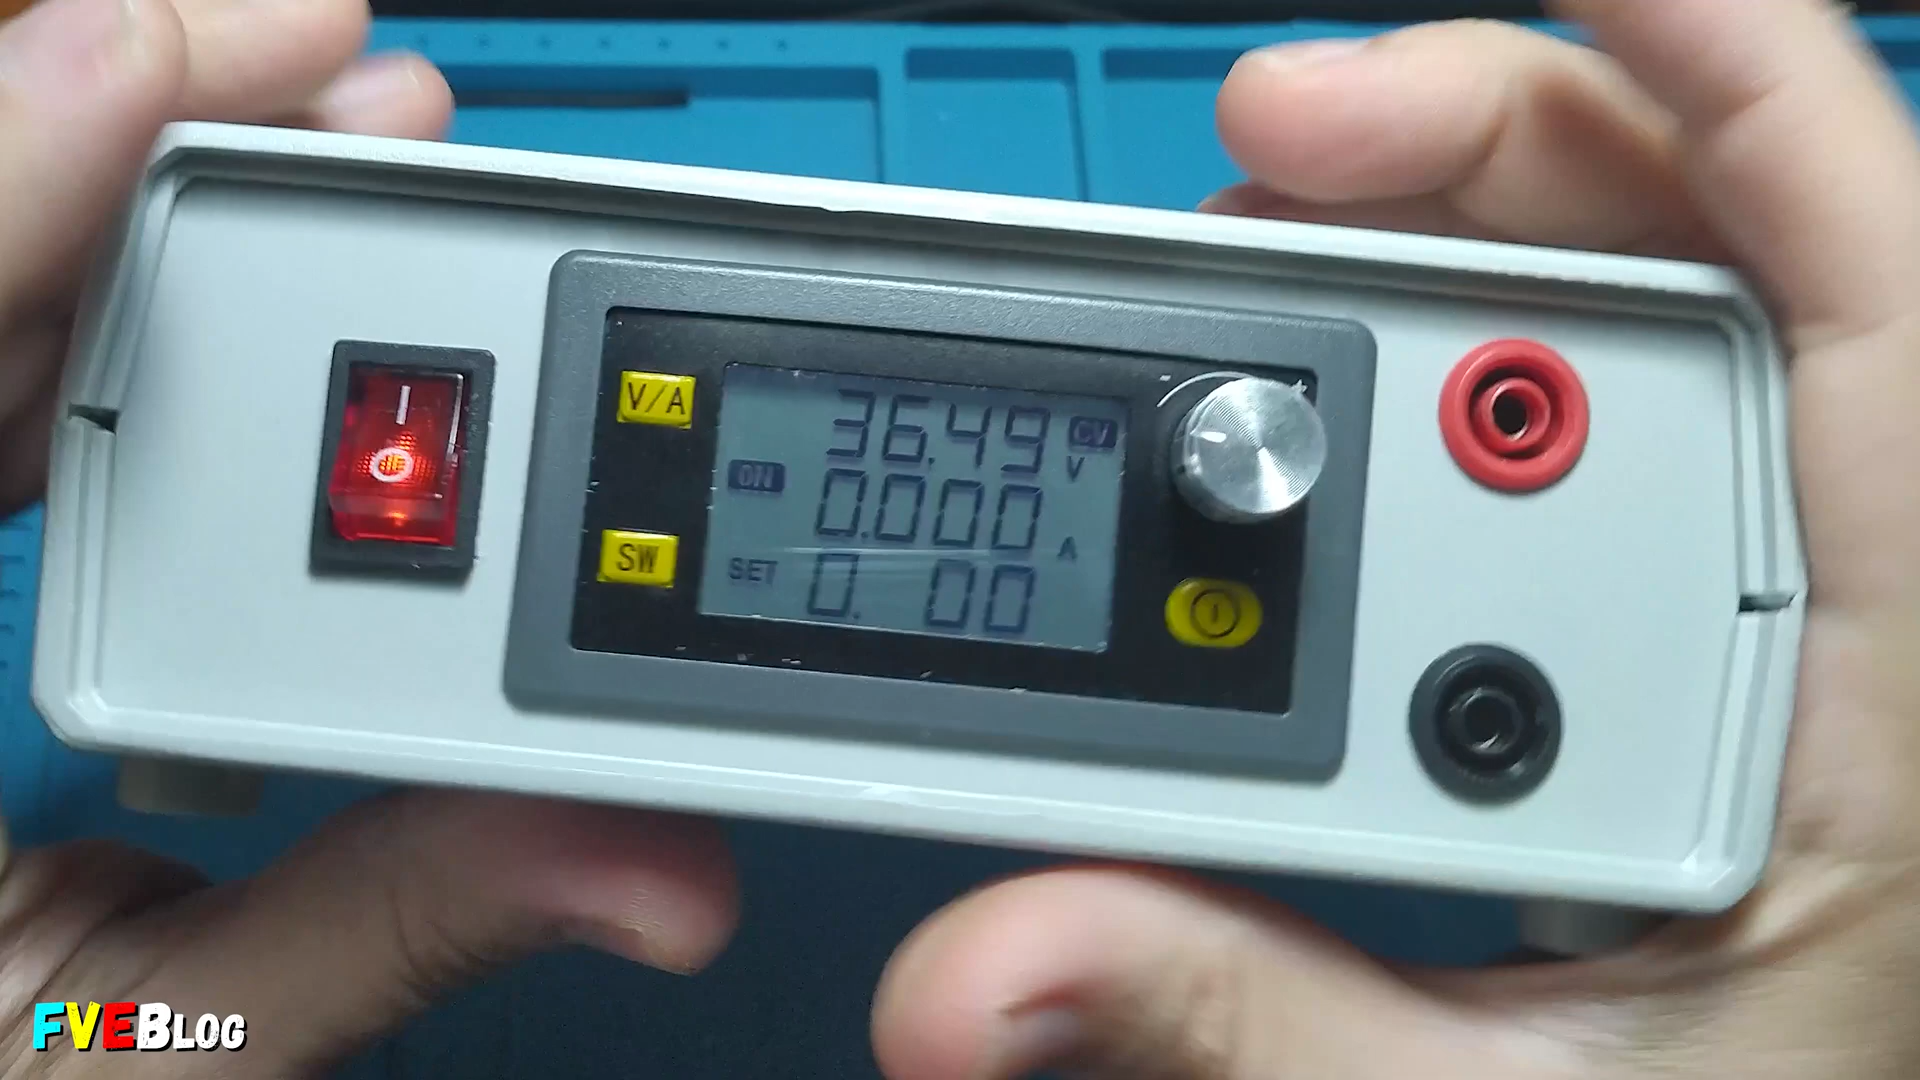 V/A
36.49 V
CV
ON
0.000 A
SW
SET
0. 00
- +
FVEBLOG